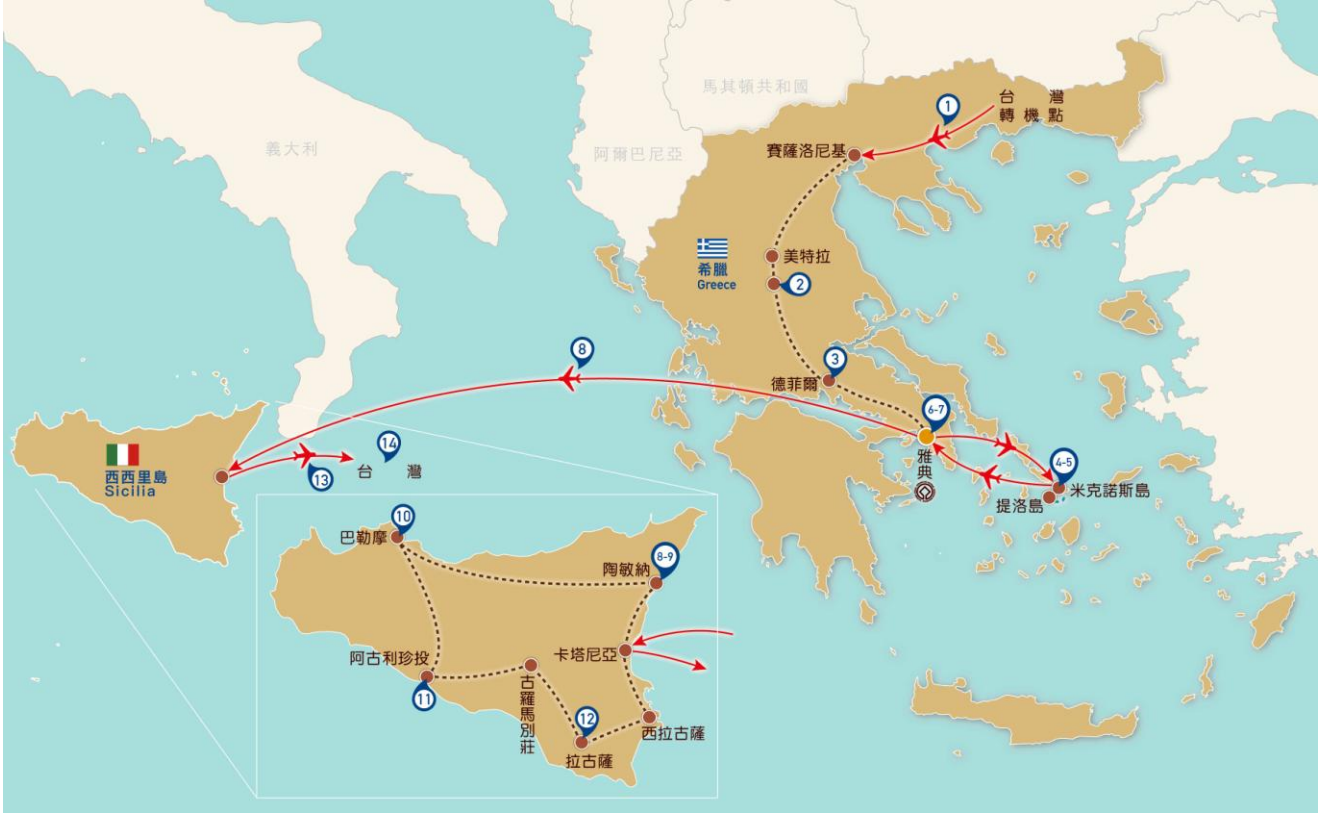 馬其頓共和國
義大利
阿爾巴尼亞
1
台灣
轉機點
賽薩洛尼基
美特拉
希臘
Greece
2
3
德菲爾
8
6-7
雅典
4-5
米克諾斯島
提洛島
西西里島
Sicilia
13
14
台灣
10
巴勒摩
8-9
陶敏納
卡塔尼亞
阿古利珍投
11
古羅馬別莊
12
拉古薩
西拉古薩